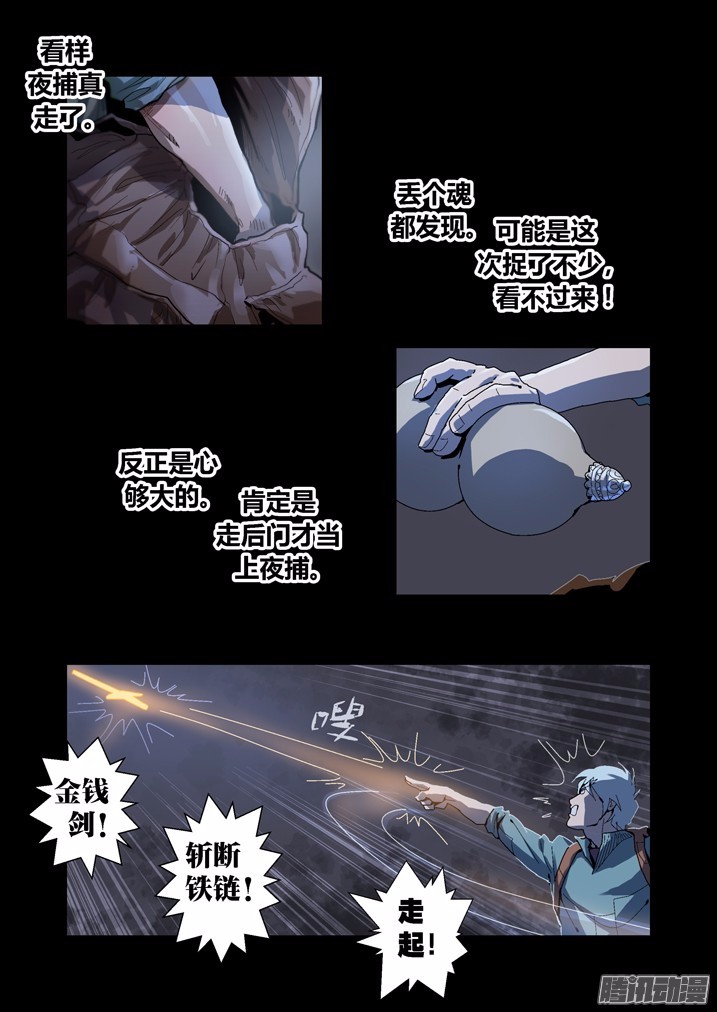 看样
夜捕真
走了。
丢个魂
都发现。
可能是这
次捉了不少，
看不过来！
反正是心
够大的。
肯定是
走后门才当
上夜捕。
嗖
金钱
剑！
斩断
铁链！
走
起！
腾讯动漫